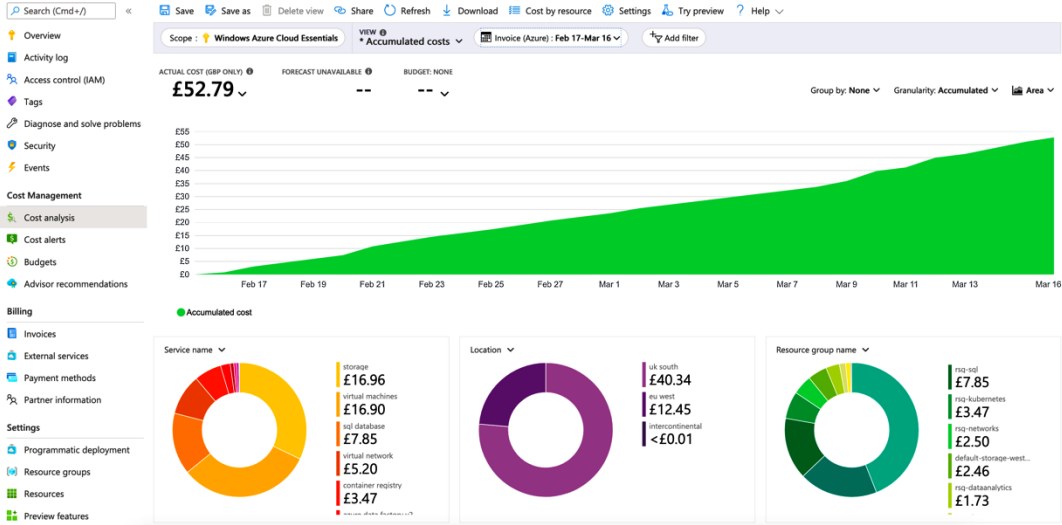 Search (Cmd+/)
«
Overview
Activity log
Access control (IAM)
Tags
Diagnose and solve problems
Security
Events
Cost Management
Cost analysis
Cost alerts
Budgets
Advisor recommendations
Billing
Invoices
External services
Payment methods
Partner information
Settings
Programmatic deployment
Resource groups
Resources
Preview features
Save Save as Delete view Share Refresh Download Cost by resource Settings Try preview ? Help
Scope : Windows Azure Cloud Essentials
VIEW
* Accumulated costs
Invoice (Azure) : Feb 17-Mar 16
Add filter
ACTUAL COST (GBP ONLY) FORECAST UNAVAILABLE BUDGET: NONE
£52.79 -- --
Group by: None Granularity: Accumulated Area
£55
£50
£45
£40
£35
£30
£25
£20
£15
£10
£5
£0
Feb 17 Feb 19 Feb 21 Feb 23 Feb 25 Feb 27 Mar 1 Mar 3 Mar 5 Mar 7 Mar 9 Mar 11 Mar 13 Mar 16
Accumulated cost
Service name
storage
£16.96
virtual machines
£16.90
sql database
£7.85
virtual network
£5.20
container registry
£3.47
Location
uk south
£40.34
eu west
£12.45
intercontinental
<£0.01
Resource group name
rsg-sql
£7.85
rsg-kubernetes
£3.47
rsg-networks
£2.50
default-storage-west...
£2.46
rsg-dataanalytics
£1.73